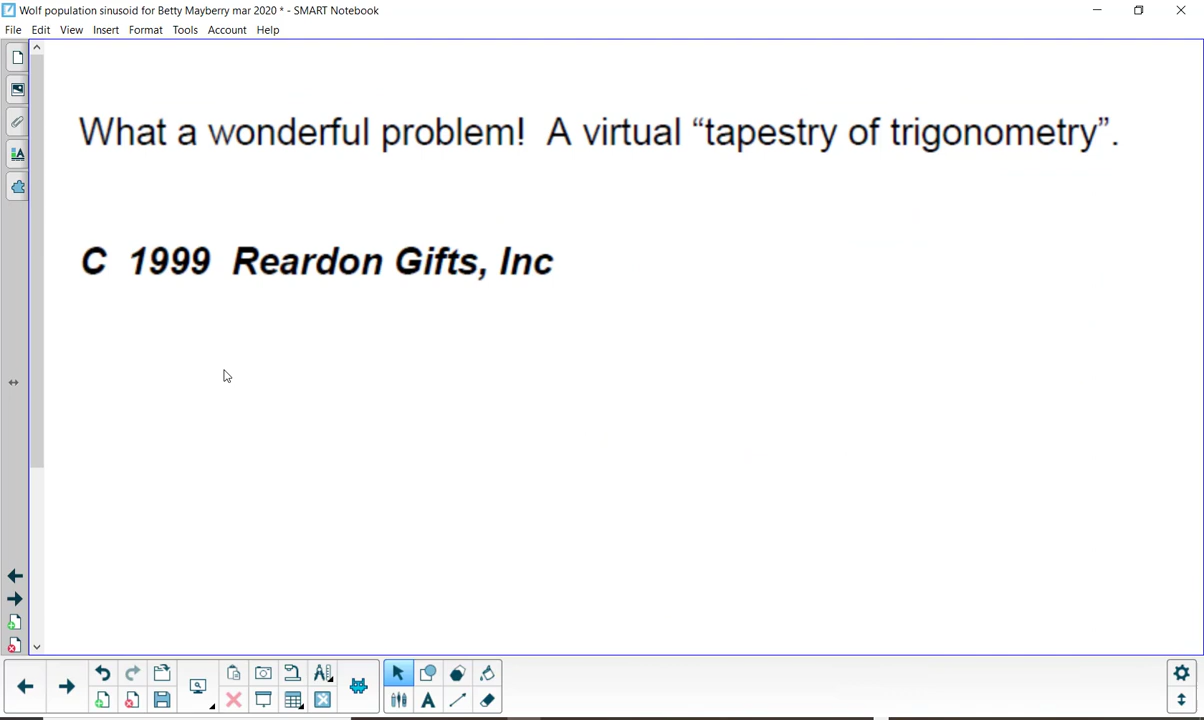 Wolf population sinusoid for Betty Mayberry mar 2020 * - SMART Notebook
File Edit View Insert Format Tools Account Help
What a wonderful problem! A virtual “tapestry of trigonometry”.
C 1999 Reardon Gifts, Inc